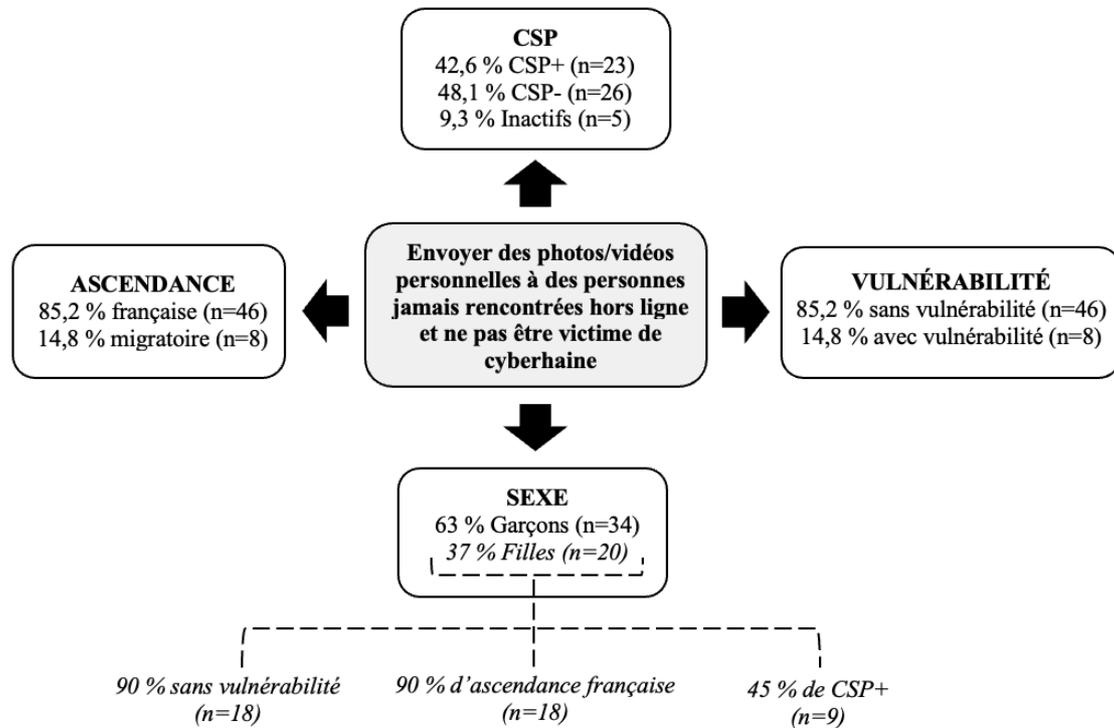 CSP
42,6 % CSP+ (n=23)
48,1 % CSP- (n=26)
9,3 % Inactifs (n=5)
ASCENDANCE
85,2 % française (n=46)
14,8 % migratoire (n=8)
Envoyer des photos/vidéos
personnelles à des personnes
jamais rencontrées hors ligne
et ne pas être victime de
cyberhaine
VULNÉRABILITÉ
85,2 % sans vulnérabilité (n=46)
14,8 % avec vulnérabilité (n=8)
SEXE
63 % Garçons (n=34)
37 % Filles (n=20)
90 % sans vulnérabilité
(n=18)
90 % d'ascendance française
(n=18)
45 % de CSP+
(n=9)